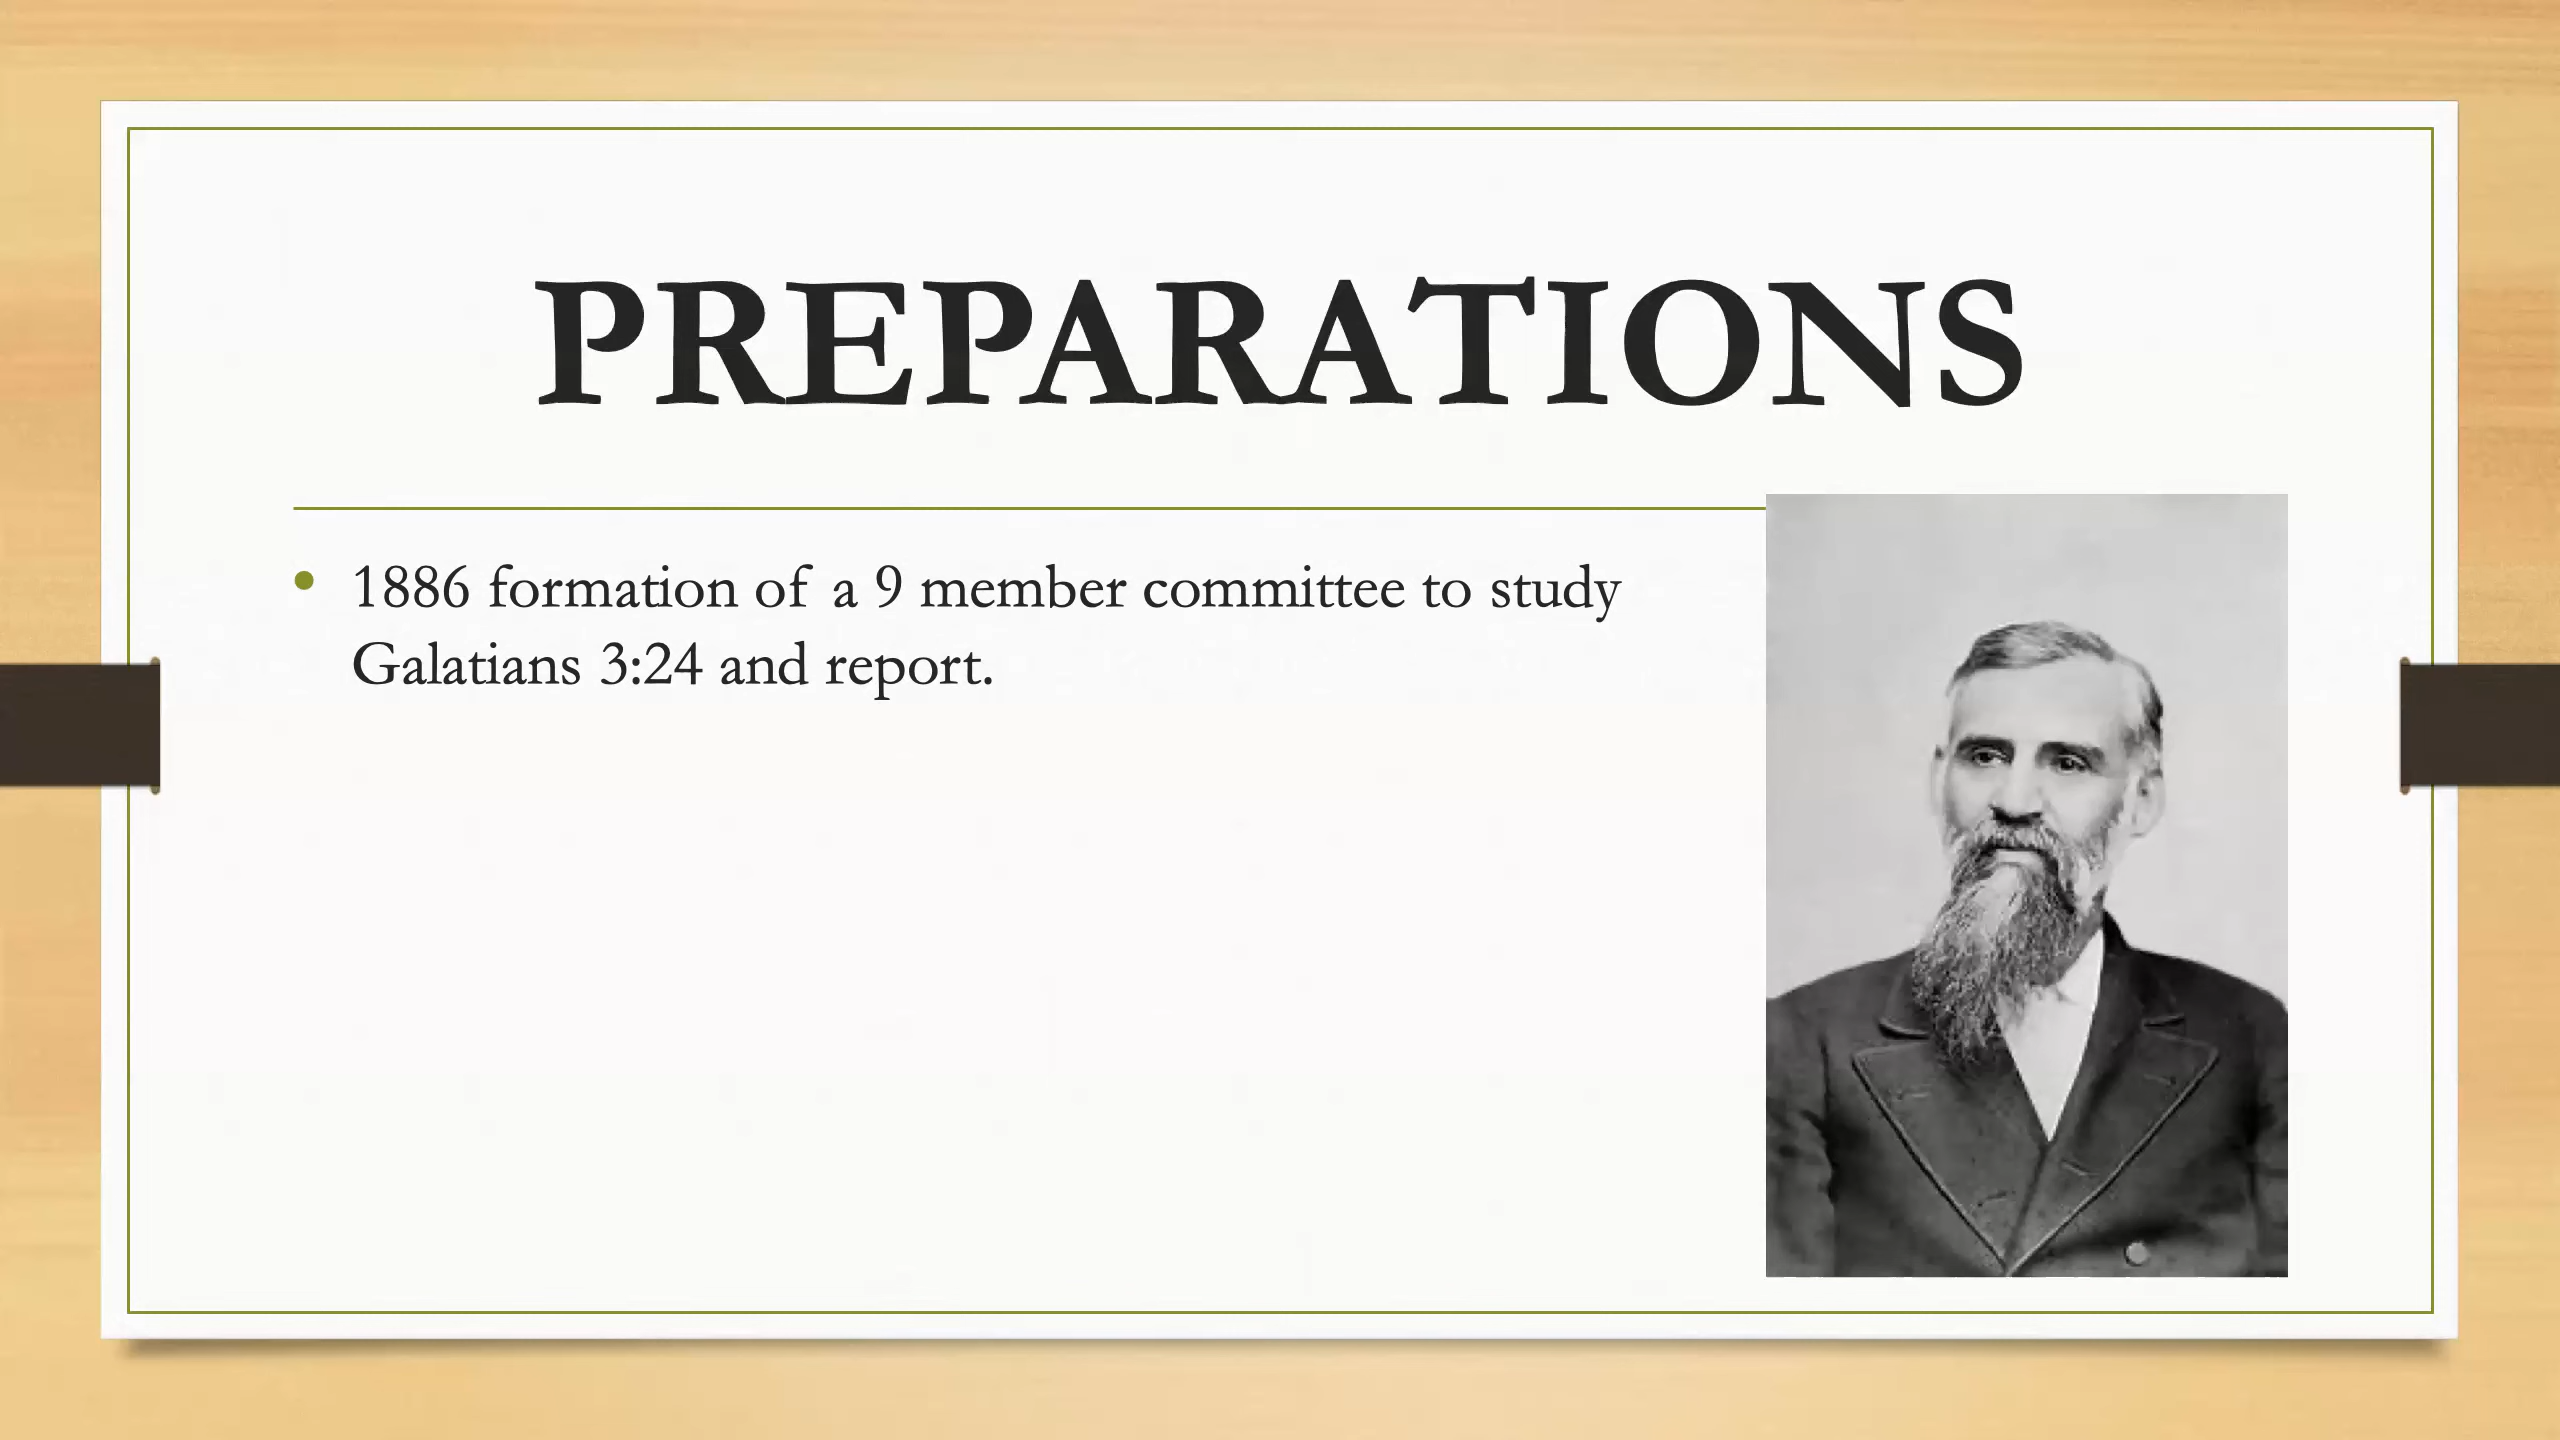 PREPARATIONS
• 1886 formation of a 9 member committee to study
Galatians 3:24 and report.